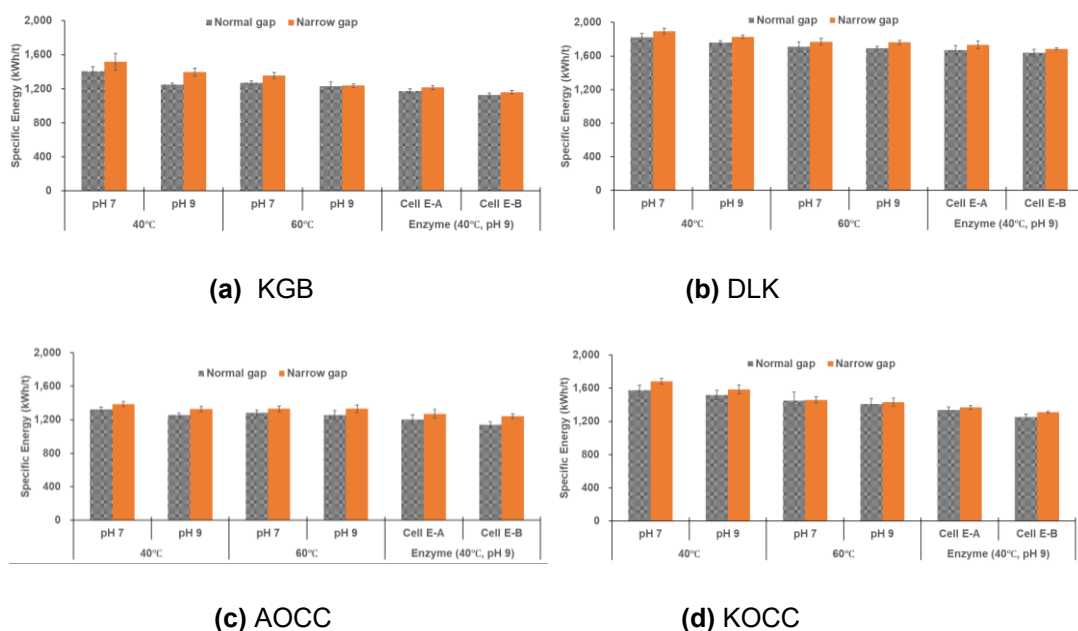 2,000
1,600
1,200
800
400
0
Specific Energy (kWh/t)
Normal gap Narrow gap
pH 7 pH 9 pH 7 pH 9 Cell E-A Cell E-B
40℃ 60℃ Enzyme (40℃, pH 9)
(a) KGB
2,000
1,600
1,200
800
400
0
Specific Energy (kWh/t)
Normal gap Narrow gap
pH 7 pH 9 pH 7 pH 9 Cell E-A Cell E-B
40℃ 60℃ Enzyme (40℃, pH 9)
(b) DLK
2,000
1,600
1,200
800
400
0
Specific Energy (kWh/t)
Normal gap Narrow gap
pH 7 pH 9 pH 7 pH 9 Cell E-A Cell E-B
40℃ 60℃ Enzyme (40℃, pH 9)
(c) AOCC
2,000
1,600
1,200
800
400
0
Specific Energy (kWh/t)
Normal gap Narrow gap
pH 7 pH 9 pH 7 pH 9 Cell E-A Cell E-B
40℃ 60℃ Enzyme (40℃, pH 9)
(d) KOCC